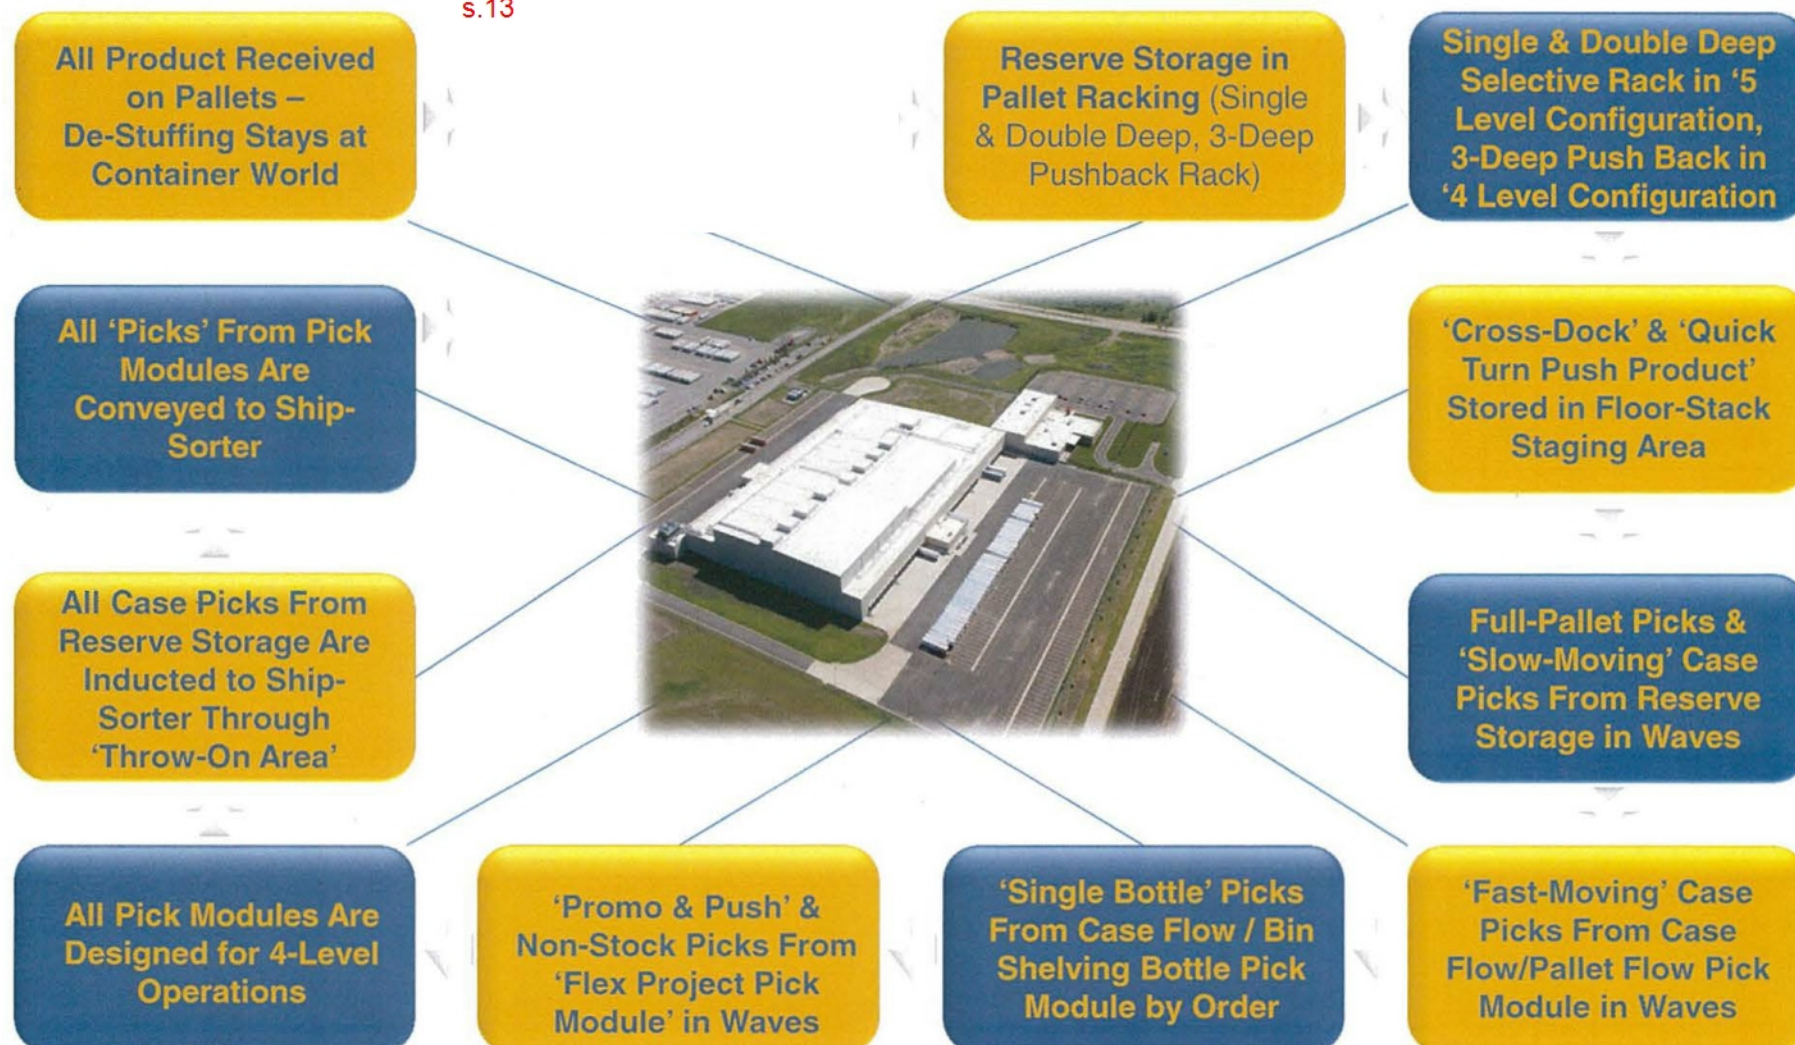 s.13
All Product Received
on Pallets –
De-Stuffing Stays at
Container World
Reserve Storage in
Pallet Racking (Single
& Double Deep, 3-Deep
Pushback Rack)
Single & Double Deep
Selective Rack in ‘5
Level Configuration,
3-Deep Push Back in
‘4 Level Configuration
‘Cross-Dock’ & ‘Quick
Turn Push Product’
Stored in Floor-Stack
Staging Area
Full-Pallet Picks &
‘Slow-Moving’ Case
Picks From Reserve
Storage in Waves
‘Fast-Moving’ Case
Picks From Case
Flow/Pallet Flow Pick
Module in Waves
‘Single Bottle’ Picks
From Case Flow / Bin
Shelving Bottle Pick
Module by Order
‘Promo & Push’ &
Non-Stock Picks From
‘Flex Project Pick
Module’ in Waves
All Pick Modules Are
Designed for 4-Level
Operations
All Case Picks From
Reserve Storage Are
Inducted to Ship-
Sorter Through
‘Throw-On Area’
All ‘Picks’ From Pick
Modules Are
Conveyed to Ship-
Sorter